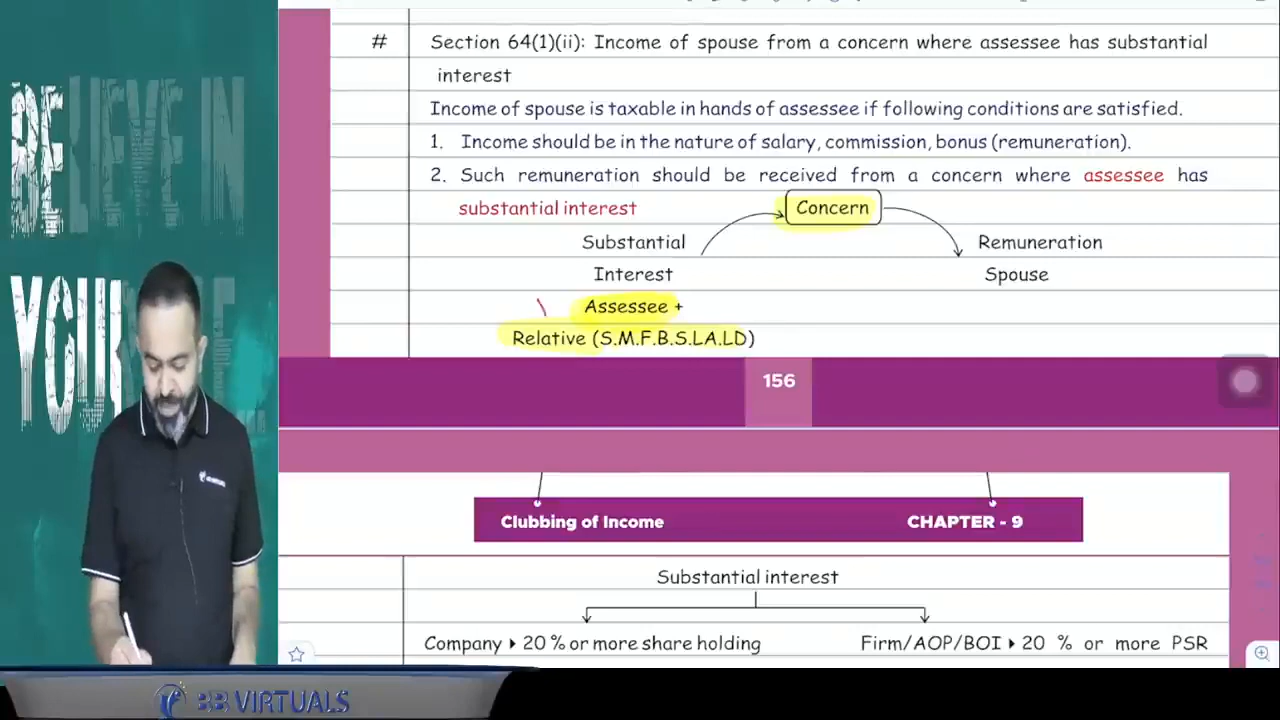 BELIEVE IN
YOU
# Section 64(1)(ii): Income of spouse from a concern where assessee has substantial
interest
Income of spouse is taxable in hands of assessee if following conditions are satisfied.
1. Income should be in the nature of salary, commission, bonus (remuneration).
2. Such remuneration should be received from a concern where assessee has
substantial interest
Concern
Substantial Remuneration
Interest Spouse
Assessee +
Relative (S.M.F.B.S.LA.LD)
156
Clubbing of Income CHAPTER - 9
Substantial interest
Company 20 % or more share holding Firm/AOP/BOI 20 % or more PSR
BB VIRTUALS